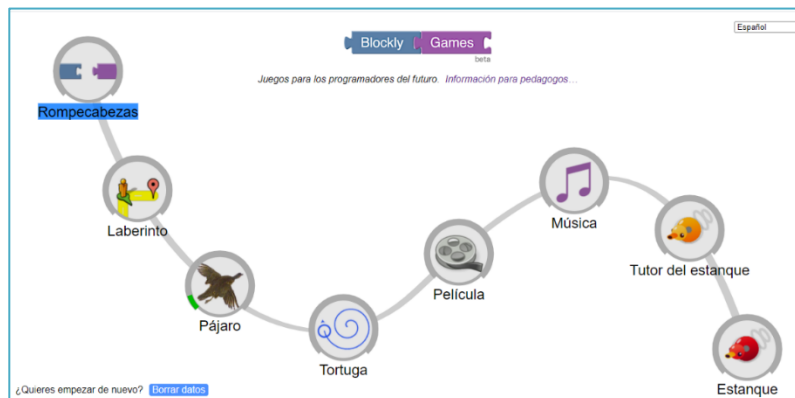 Español
Blockly Games
beta
Juegos para los programadores del futuro. Información para pedagogos...
Rompecabezas
Laberinto
Pájaro
Tortuga
Película
Música
Tutor del estanque
Estanque
¿Quieres empezar de nuevo? Borrar datos